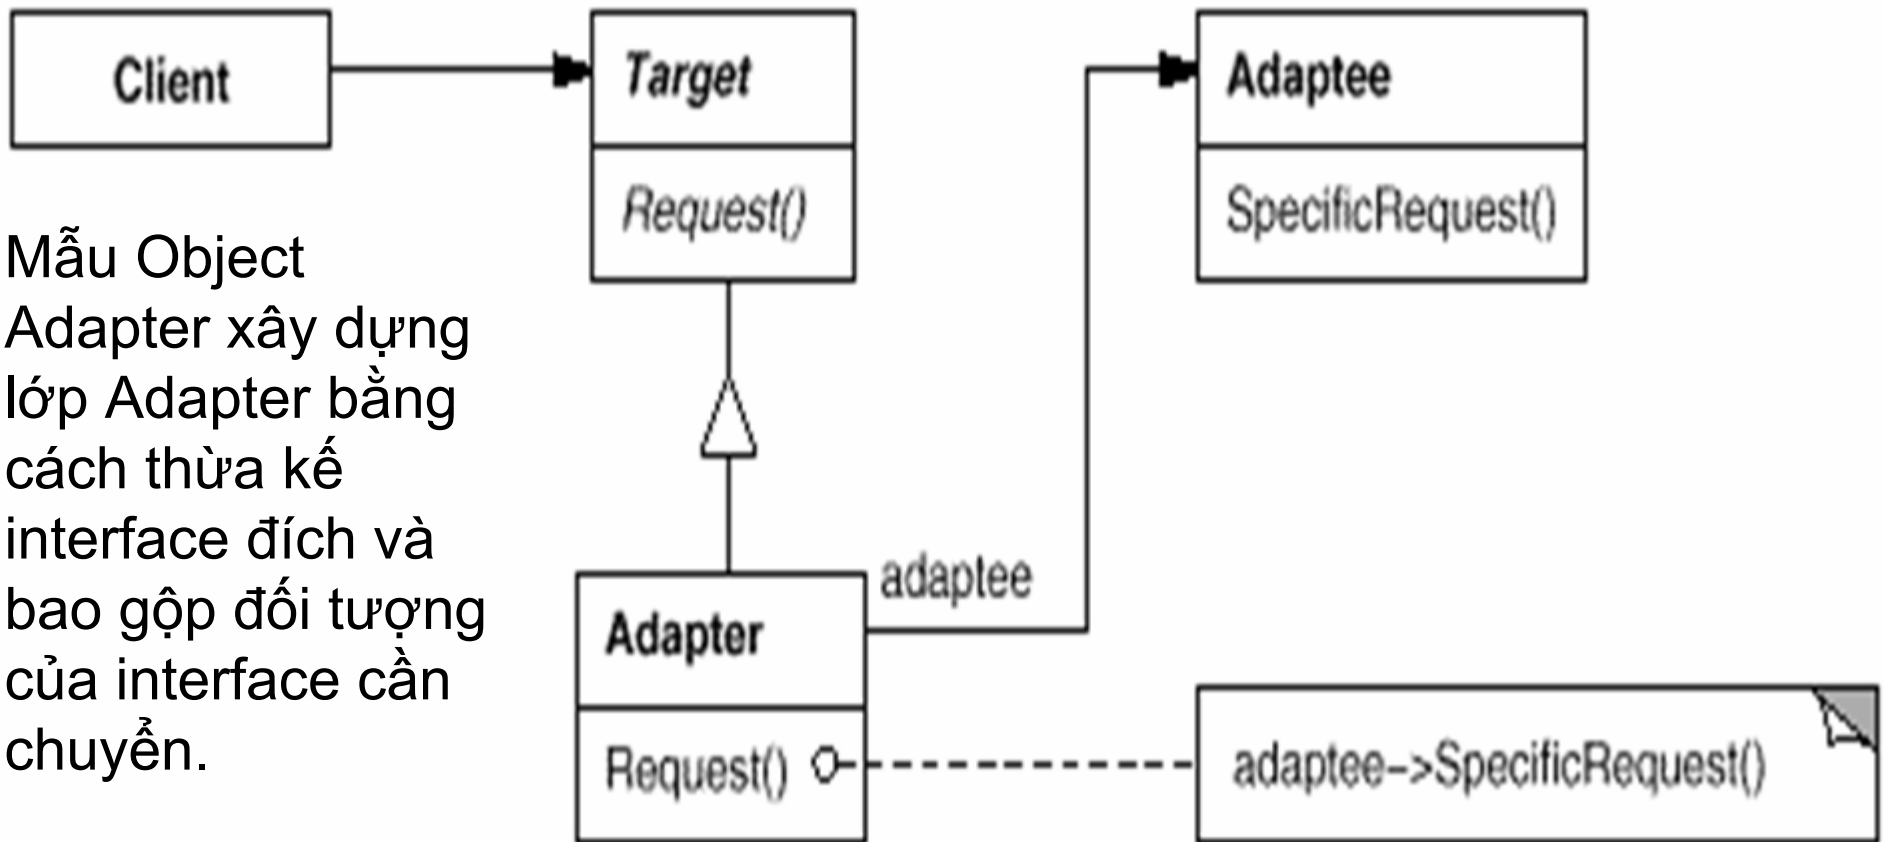 Client
Target
Request()
Adaptee
SpecificRequest()
Mẫu Object
Adapter xây dựng
lớp Adapter bằng
cách thừa kế
interface đích và
bao gộp đối tượng
của interface cần
chuyển.
adaptee
Adapter
Request()
adaptee->SpecificRequest()